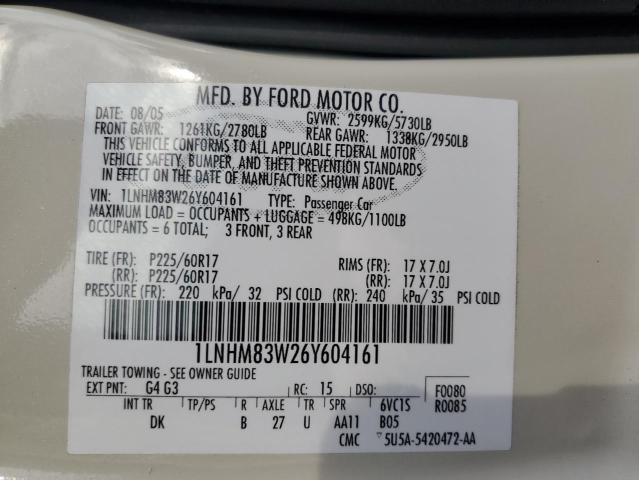 MFD. BY FORD MOTOR CO.
DATE: 08/05 GVWR: 2599KG/5730LB
FRONT GAWR: 1261KG/2780LB REAR GAWR: 1338KG/2950LB
THIS VEHICLE CONFORMS TO ALL APPLICABLE FEDERAL MOTOR
VEHICLE SAFETY, BUMPER, AND THEFT PREVENTION STANDARDS
IN EFFECT ON THE DATE OF MANUFACTURE SHOWN ABOVE.
VIN: 1LNHM83W26Y604161 TYPE: Passenger Car
MAXIMUM LOAD = OCCUPANTS + LUGGAGE = 498KG/1100LB
OCCUPANTS = 6 TOTAL; 3 FRONT, 3 REAR
TIRE (FR): P225/60R17 RIMS (FR): 17 X 7.0J
(RR): P225/60R17 (RR): 17 X 7.0J
PRESSURE (FR): 220 kPa/ 32 PSI COLD (RR): 240 kPa/ 35 PSI COLD
1LNHM83W26Y604161
TRAILER TOWING - SEE OWNER GUIDE
EXT PNT: G4 G3 RC: 15 DSO: F0080
INT TR TP/PS R AXLE TR SPR 6VC1S R0085
DK B 27 U AA11 B05
CMC 5U5A-5420472-AA